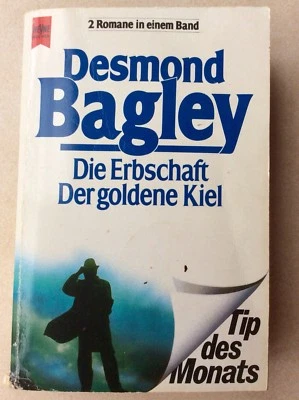 2 Romane in einem Band
Desmond
Bagley
Die Erbschaft
Der goldene Kiel
Tip
des
Monats